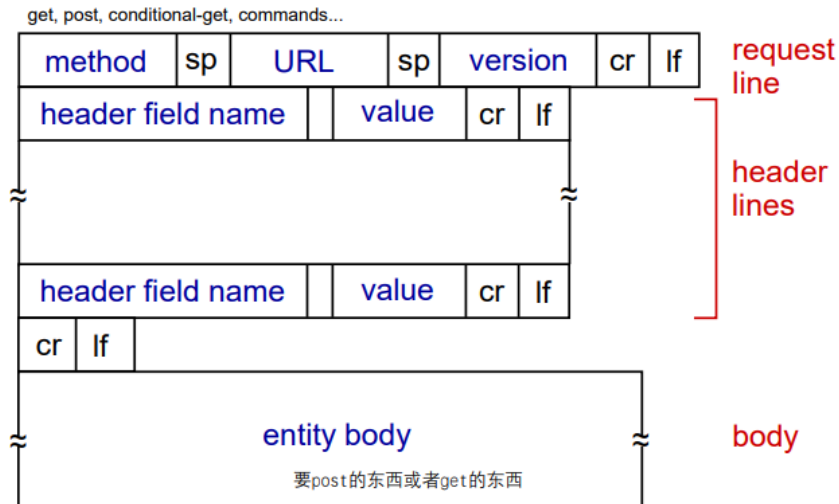 get, post, conditional-get, commands...
method sp URL sp version cr lf
request
line
header field name value cr lf
header
lines
header field name value cr lf
cr lf
entity body
body
要post的东西或者get的东西